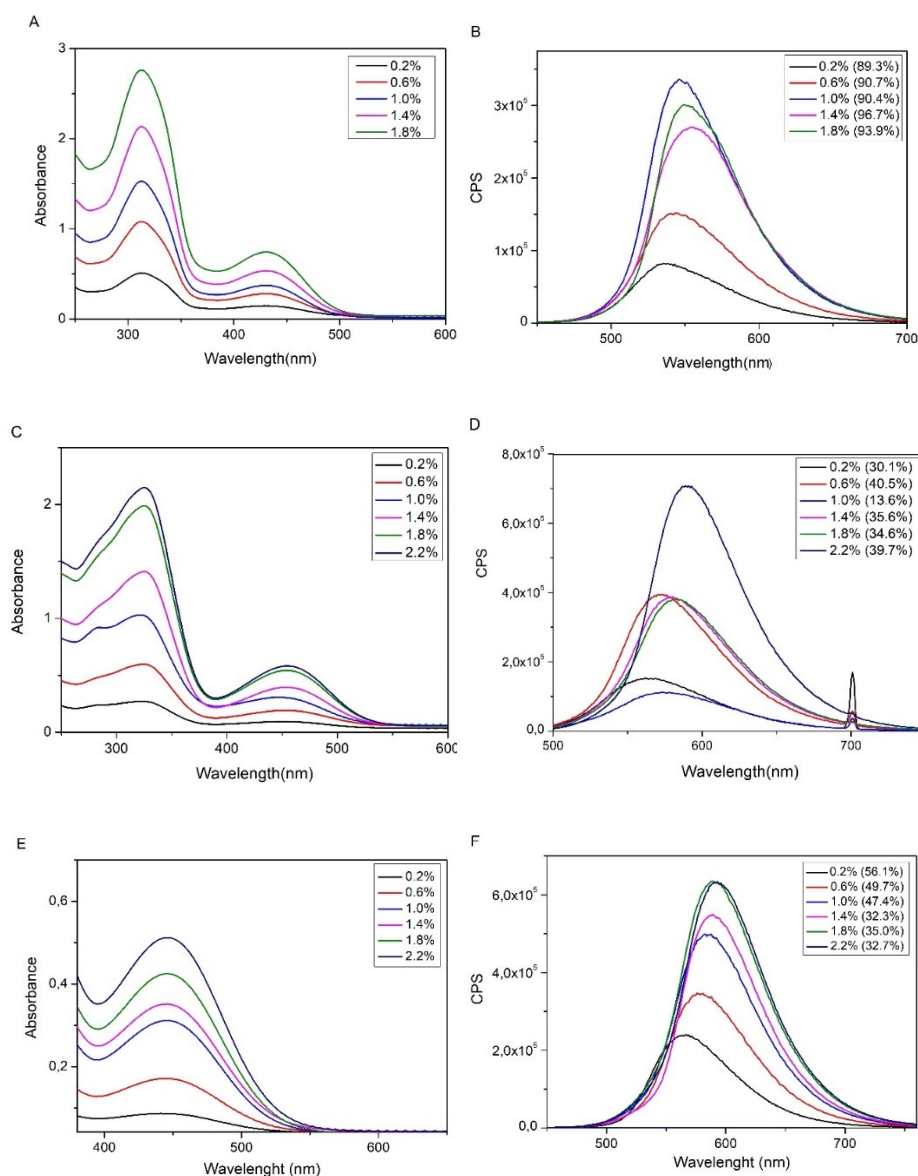 A
3
2
1
0
Absorbance
300
400
500
600
Wavelength(nm)
0.2%
0.6%
1.0%
1.4%
1.8%
B
3x10⁵
2x10⁵
1x10⁵
0
CPS
500
600
700
Wavelength(nm)
0.2% (89.3%)
0.6% (90.7%)
1.0% (90.4%)
1.4% (96.7%)
1.8% (93.9%)
C
2
1
0
Absorbance
300
400
500
600
Wavelength(nm)
0.2%
0.6%
1.0%
1.4%
1.8%
2.2%
D
8,0x10⁵
6,0x10⁵
4,0x10⁵
2,0x10⁵
0,0
CPS
500
600
700
Wavelength(nm)
0.2% (30.1%)
0.6% (40.5%)
1.0% (13.6%)
1.4% (35.6%)
1.8% (34.6%)
2.2% (39.7%)
E
0,6
0,4
0,2
Absorbance
400
500
600
Wavelenght (nm)
0.2%
0.6%
1.0%
1.4%
1.8%
2.2%
F
6,0x10⁵
4,0x10⁵
2,0x10⁵
0,0
CPS
500
600
700
Wavelenght (nm)
0.2% (56.1%)
0.6% (49.7%)
1.0% (47.4%)
1.4% (32.3%)
1.8% (35.0%)
2.2% (32.7%)